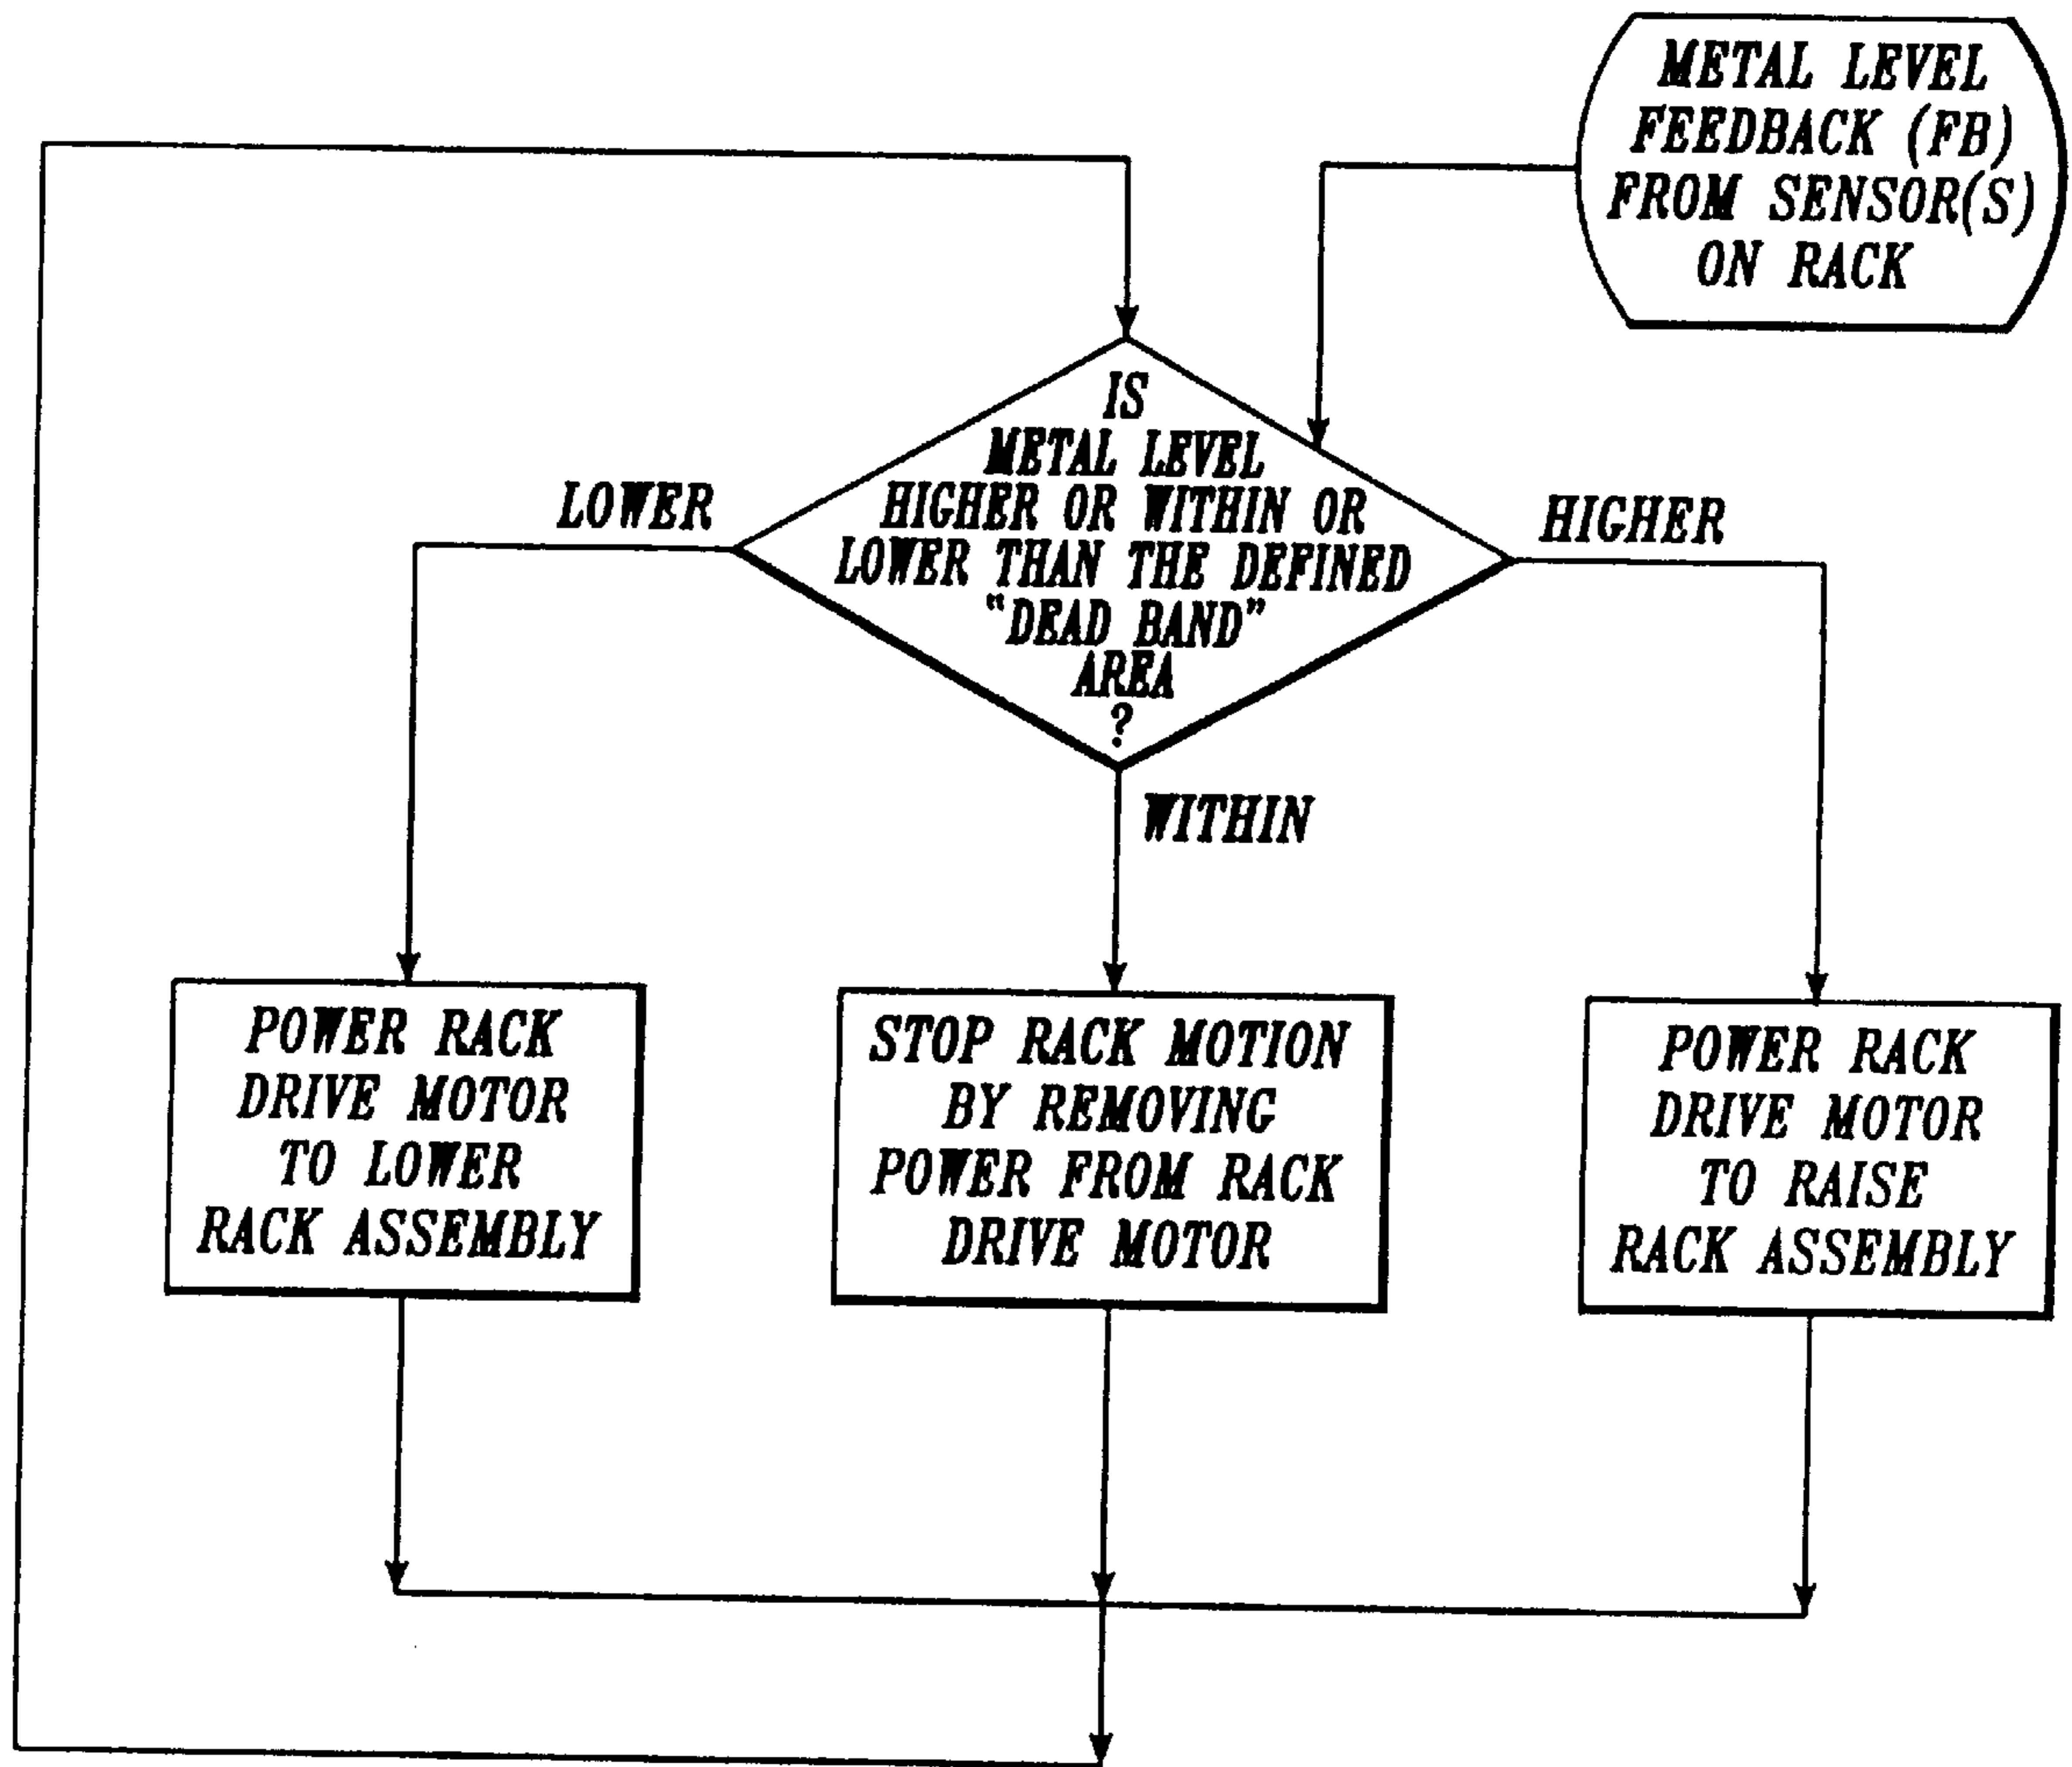 METAL LEVEL
FEEDBACK (FB)
FROM SENSOR(S)
ON RACK
IS
METAL LEVEL
HIGHER OR WITHIN OR
LOWER THAN THE DEFINED
"DEAD BAND"
AREA
?
LOWER
HIGHER
WITHIN
POWER RACK
DRIVE MOTOR
TO LOWER
RACK ASSEMBLY
STOP RACK MOTION
BY REMOVING
POWER FROM RACK
DRIVE MOTOR
POWER RACK
DRIVE MOTOR
TO RAISE
RACK ASSEMBLY